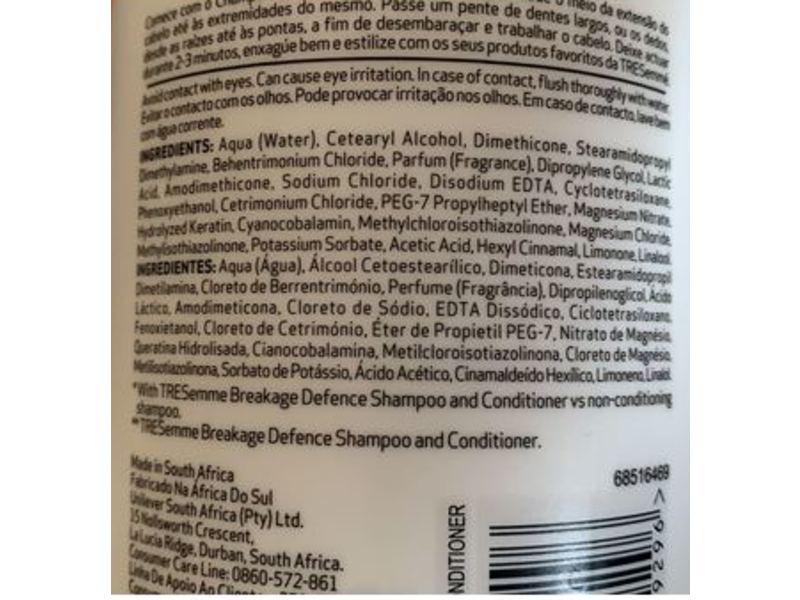 Comece com o
meio da extensão do
cabelo até às extremidades do mesmo. Passe um pente de dentes largos, ou os dedos,
desde as raízes até às pontas, a fim de desembaraçar e trabalhar o cabelo. Deixe actuar
durante 2-3 minutos, enxagúe bem e estilize com os seus produtos favoritos da TRESemmé.
Avoid contact with eyes. Can cause eye irritation. In case of contact, flush thoroughly with water.
Evitar o contacto com os olhos. Pode provocar irritação nos olhos. Em caso de contacto, lave bem
com água corrente.
INGREDIENTS: Aqua (Water), Cetearyl Alcohol, Dimethicone, Stearamidopropyl
Dimethylamine, Behentrimonium Chloride, Parfum (Fragrance), Dipropylene Glycol, Lactic
Acid, Amodimethicone, Sodium Chloride, Disodium EDTA, Cyclotetrasiloxane,
Phenoxyethanol, Cetrimonium Chloride, PEG-7 Propylheptyl Ether, Magnesium Nitrate,
Hydrolyzed Keratin, Cyanocobalamin, Methylchloroisothiazolinone, Magnesium Chloride,
Methylisothiazolinone, Potassium Sorbate, Acetic Acid, Hexyl Cinnamal, Limonene, Linalool.
INGREDIENTES: Aqua (Água), Álcool Cetoestearílico, Dimeticona, Estearamidopropil
Dimetilamina, Cloreto de Berrentrimónio, Perfume (Fragrância), Dipropilenoglicol, Ácido
Láctico, Amodimeticona, Cloreto de Sódio, EDTA Dissódico, Ciclotetrasiloxano,
Fenoxietanol, Cloreto de Cetrimónio, Éter de Propietil PEG-7, Nitrato de Magnésio,
Queratina Hidrolisada, Cianocobalamina, Metilcloroisotiazolinona, Cloreto de Magnésio,
Metilisotiazolinona, Sorbato de Potássio, Ácido Acético, Cinamaldeído Hexílico, Limoneno, Linalol.
*With TRESemme Breakage Defence Shampoo and Conditioner vs non-conditioning
shampoo.
**TRESemme Breakage Defence Shampoo and Conditioner.
Made in South Africa
Fabricado Na África Do Sul
Unilever South Africa (Pty) Ltd.
15 Nollsworth Crescent,
La Lucia Ridge, Durban, South Africa.
Consumer Care Line: 0860-572-861
Linha De Apoio Ao
68516469
NDITIONER